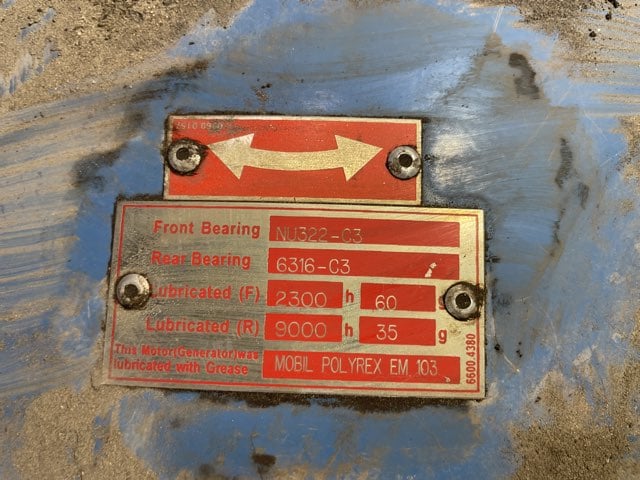 Front Bearing NU322-C3
Rear Bearing 6316-C3
Lubricated (F) 2300 h 60
Lubricated (R) 9000 h 35 g
This Motor(Generator)was
lubricated with Grease MOBIL POLYREX EM 103
6600.4380